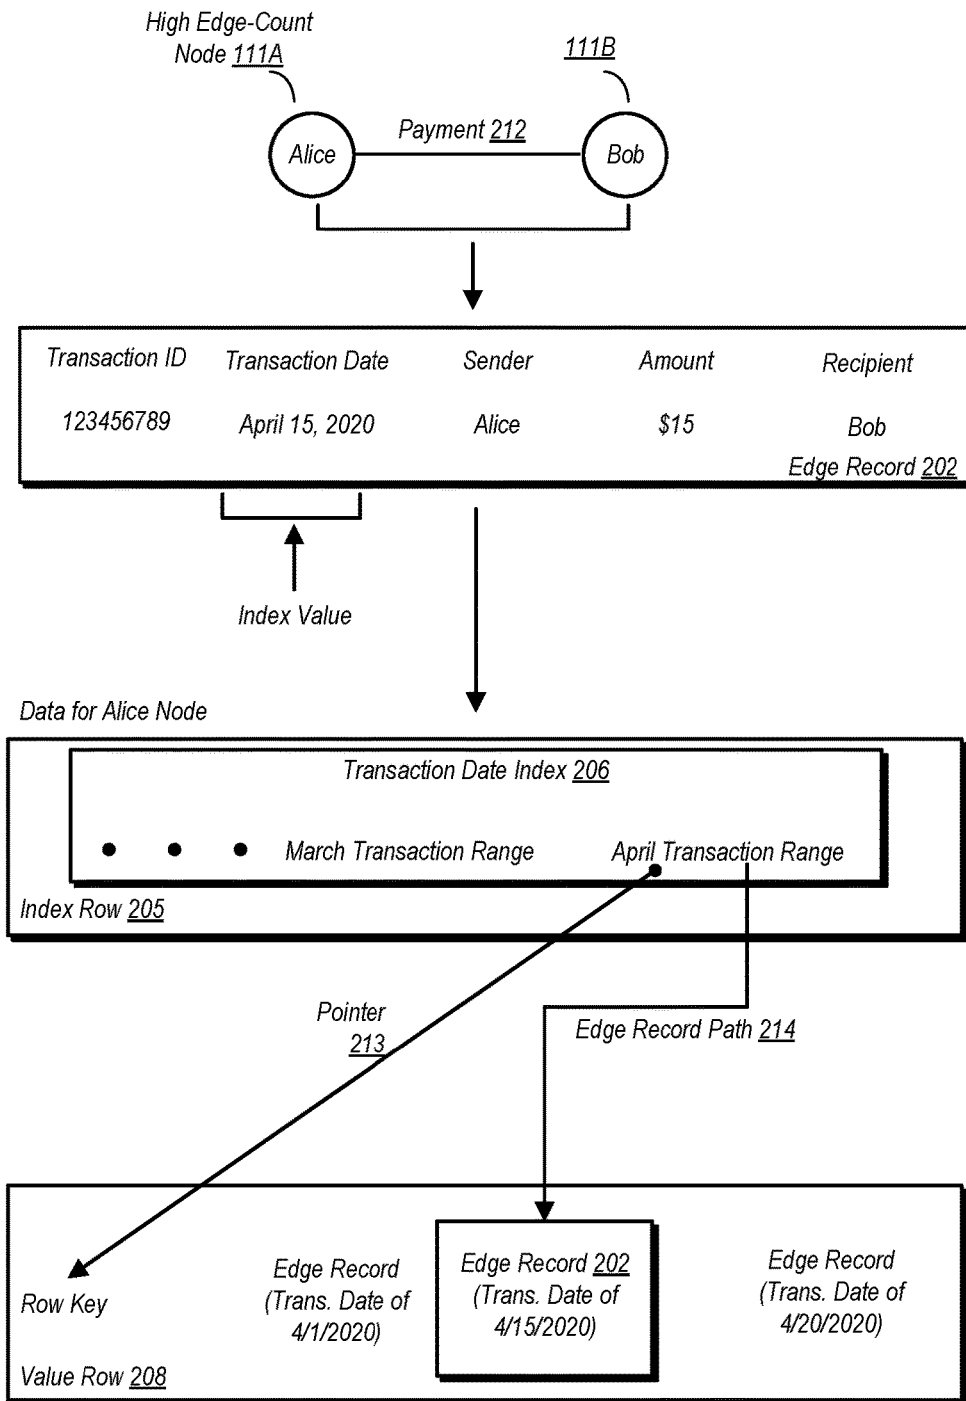 High Edge-Count
Node 111A
111B
Alice
Payment 212
Bob
Transaction ID Transaction Date Sender Amount Recipient
123456789 April 15, 2020 Alice $15 Bob
Edge Record 202
Index Value
Data for Alice Node
Transaction Date Index 206
March Transaction Range April Transaction Range
Index Row 205
Pointer
213
Edge Record Path 214
Row Key
Edge Record
(Trans. Date of
4/1/2020)
Edge Record 202
(Trans. Date of
4/15/2020)
Edge Record
(Trans. Date of
4/20/2020)
Value Row 208